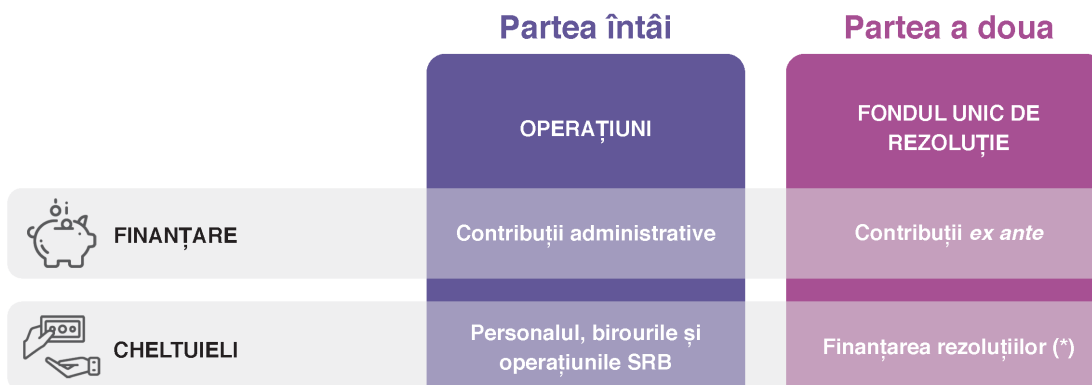 Partea întâi
Partea a doua
OPERAȚIUNI
FONDUL UNIC DE
REZOLUȚIE
FINANȚARE
Contribuții administrative
Contribuții ex ante
CHELTUIELI
Personalul, birourile și
operațiunile SRB
Finanțarea rezoluțiilor (*)